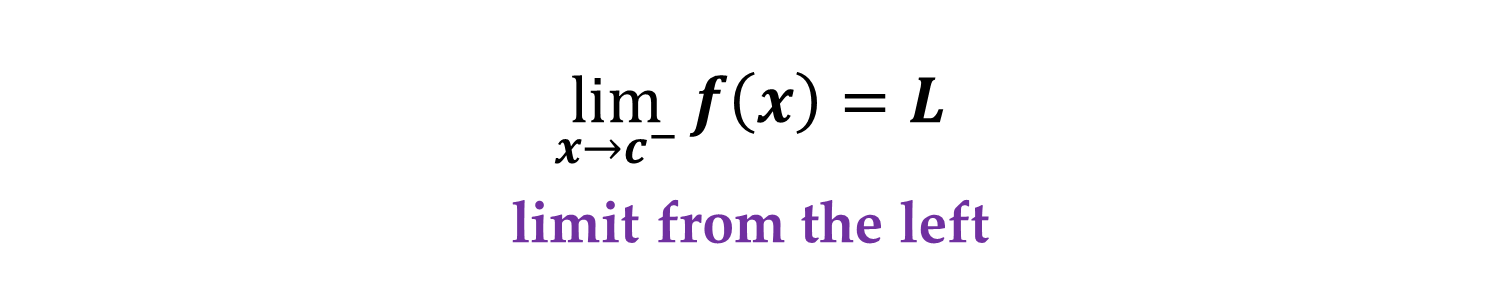 lim f(x) = L
x→c⁻
limit from the left